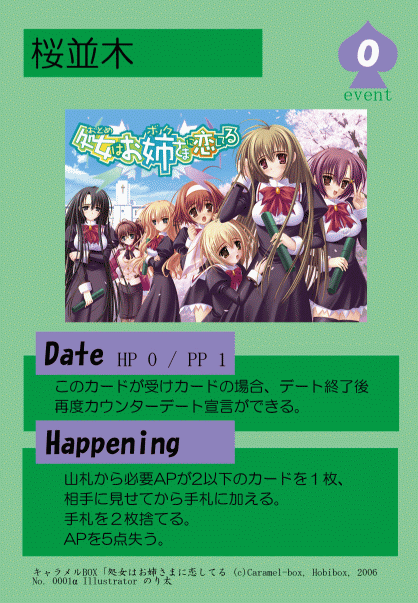 桜並木
0
event
おとめ ボク
処女はお姉さまに恋してる
Date HP 0 / PP 1
このカードが受けカードの場合、デート終了後
再度カウンターデート宣言ができる。
Happening
山札から必要APが2以下のカードを１枚、
相手に見せてから手札に加える。
手札を２枚捨てる。
APを5点失う。
キャラメルBOX「処女はお姉さまに恋してる (c)Caramel-box, Hobibox, 2006
No. 0001α Illustrator のり太